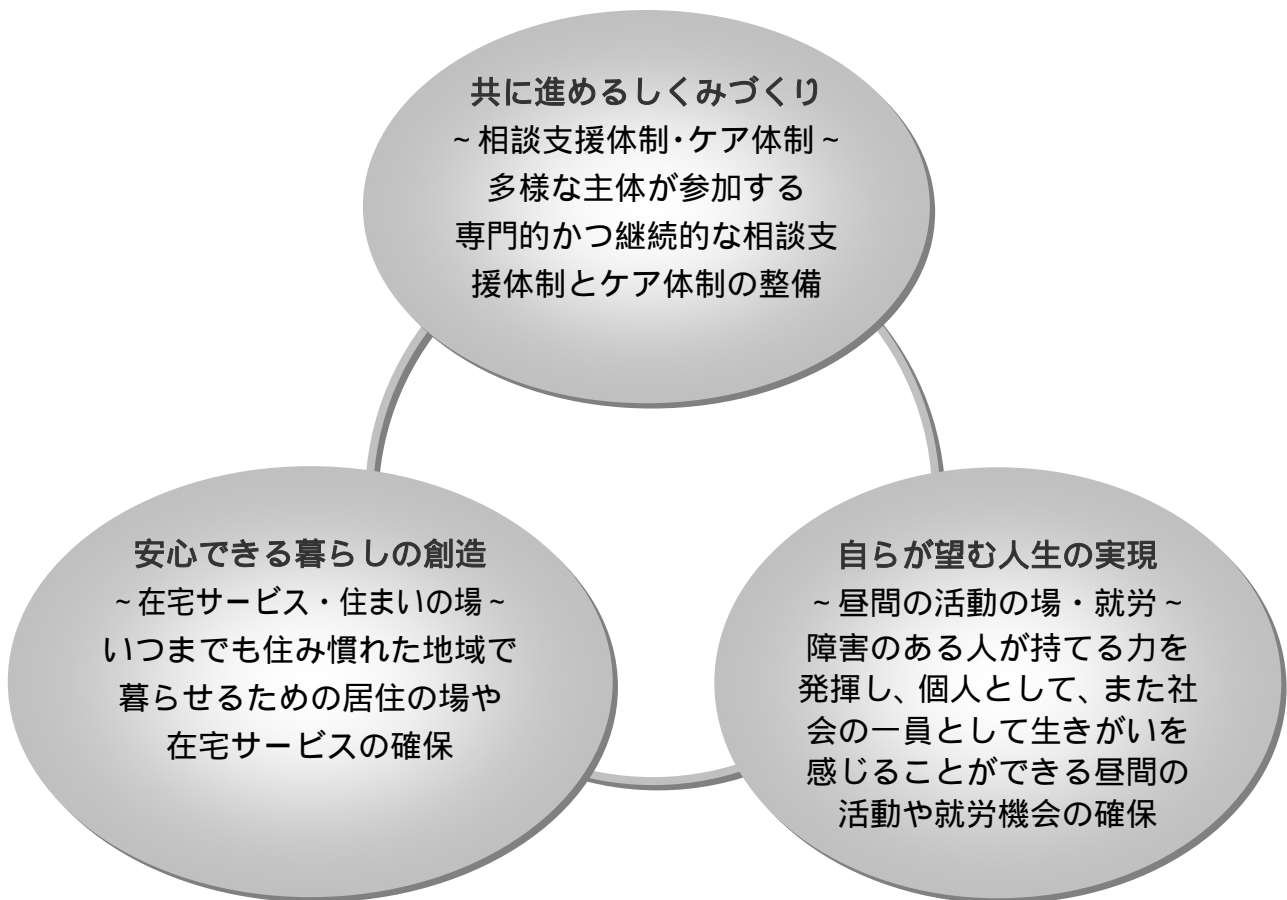 共に進めるしくみづくり
~相談支援体制・ケア体制~
多様な主体が参加する
専門的かつ継続的な相談支
援体制とケア体制の整備
安心できる暮らしの創造
~在宅サービス・住まいの場~
いつまでも住み慣れた地域で
暮らせるための居住の場や
在宅サービスの確保
自らが望む人生の実現
~昼間の活動の場・就労~
障害のある人が持てる力を
発揮し、個人として、また社
会の一員として生きがいを
感じることができる昼間の
活動や就労機会の確保